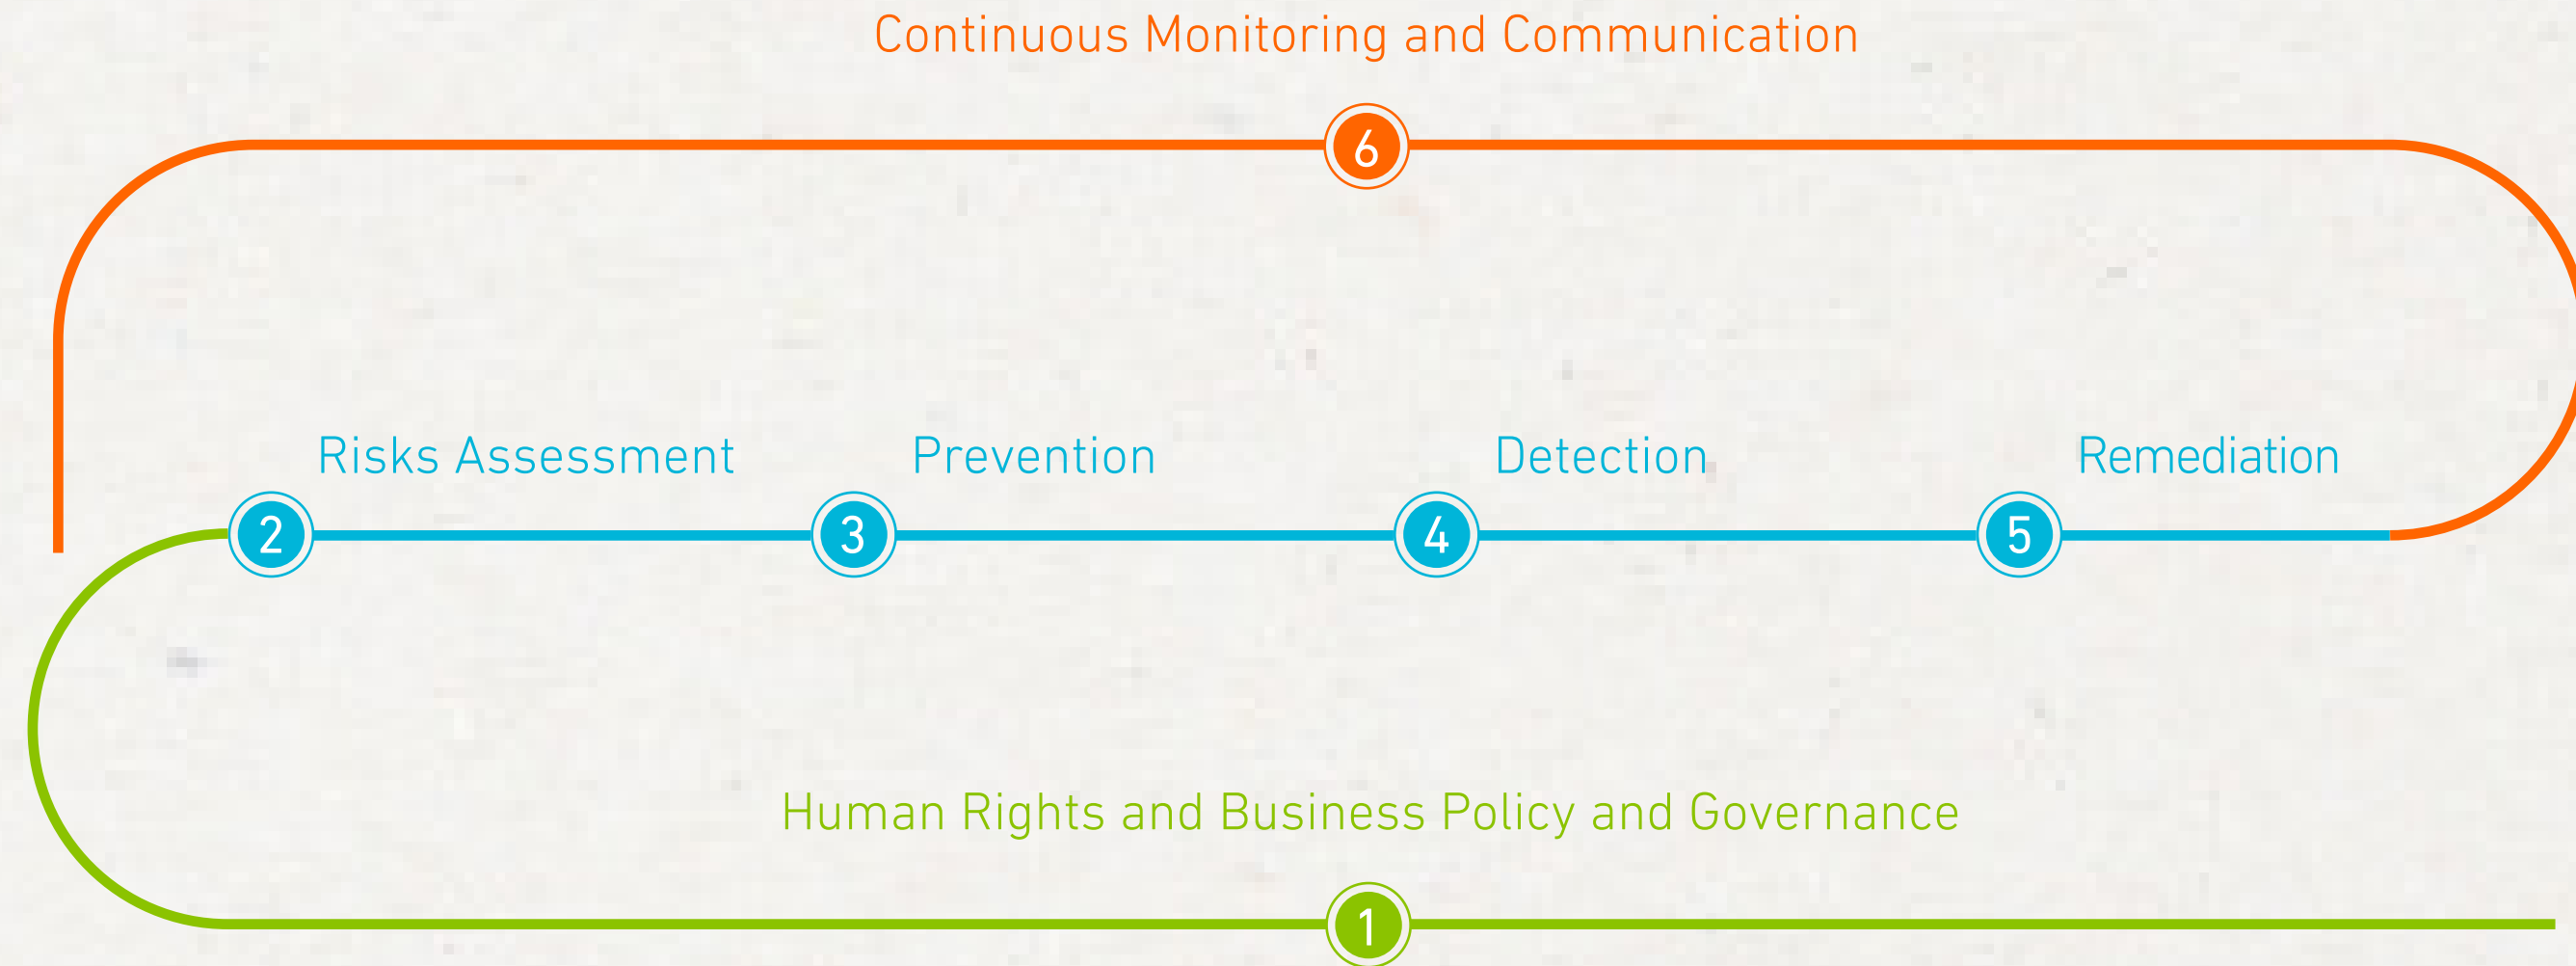 Continuous Monitoring and Communication
6
Risks Assessment
Prevention
Detection
Remediation
2
3
4
5
Human Rights and Business Policy and Governance
1